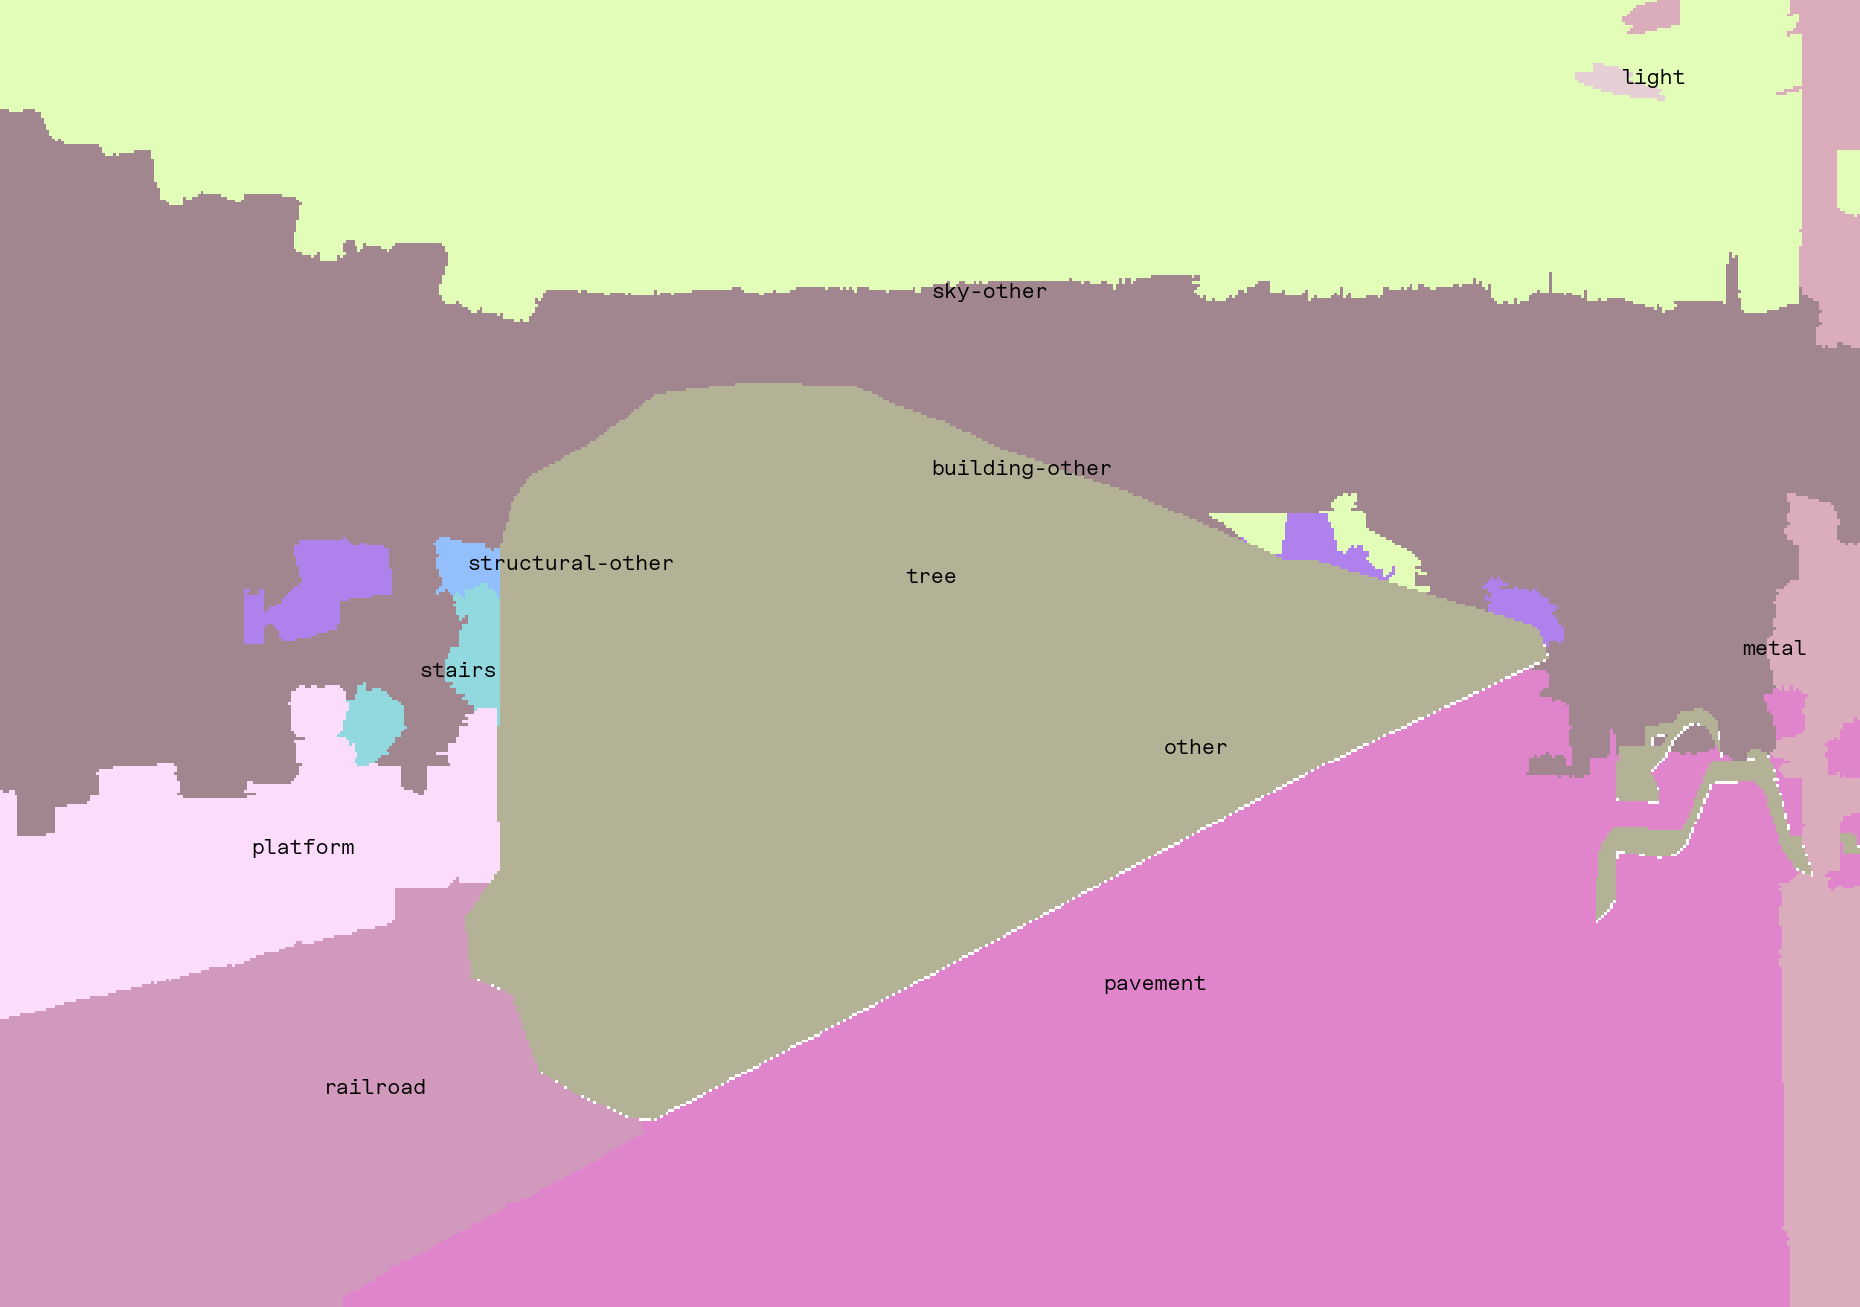 light
sky-other
building-other
structural-other
tree
stairs
metal
other
platform
pavement
railroad